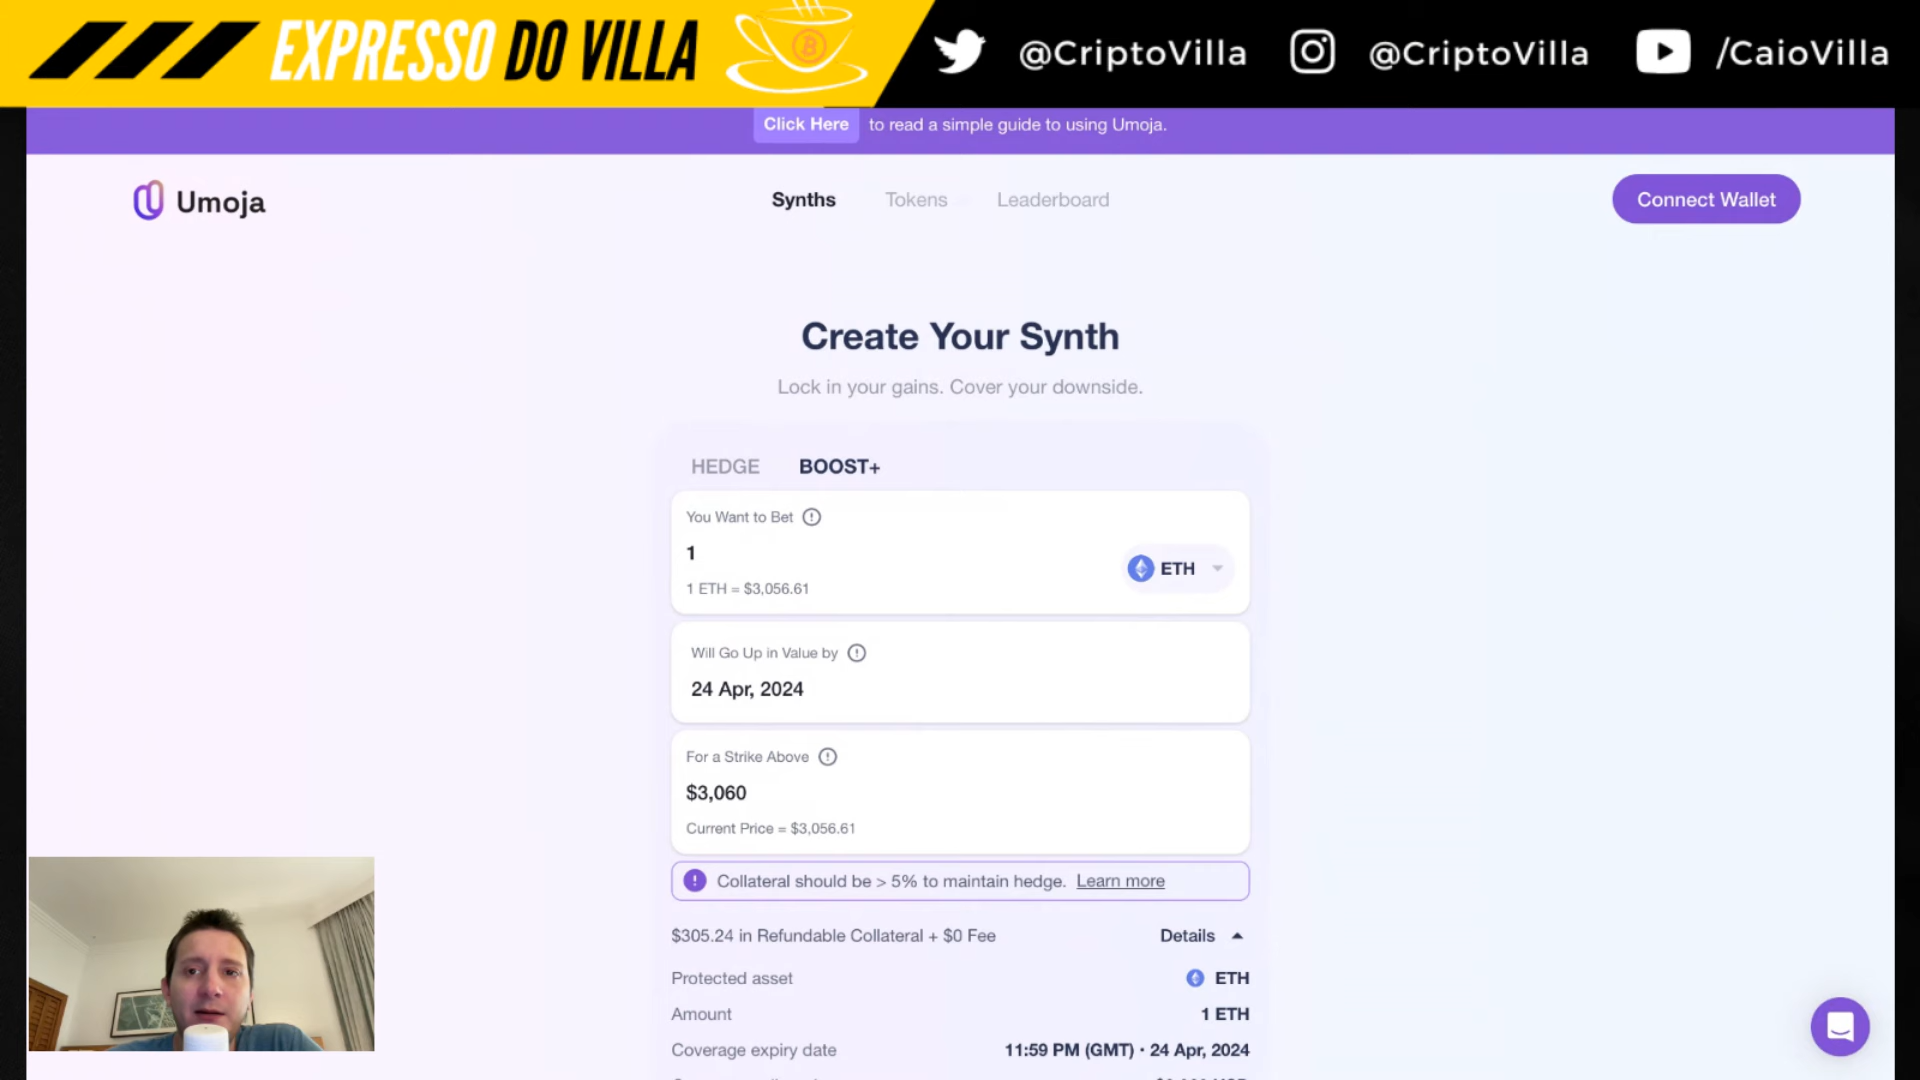 EXPRESSO DO VILLA
@CriptoVilla @CriptoVilla /CaioVilla
Click Here to read a simple guide to using Umoja.
Umoja
Synths Tokens Leaderboard
Connect Wallet
Create Your Synth
Lock in your gains. Cover your downside.
HEDGE BOOST+
You Want to Bet
1
1 ETH = $3,056.61
ETH
Will Go Up in Value by
24 Apr, 2024
For a Strike Above
$3,060
Current Price = $3,056.61
Collateral should be > 5% to maintain hedge. Learn more
$305.24 in Refundable Collateral + $0 Fee Details
Protected asset ETH
Amount 1 ETH
Coverage expiry date 11:59 PM (GMT) · 24 Apr, 2024